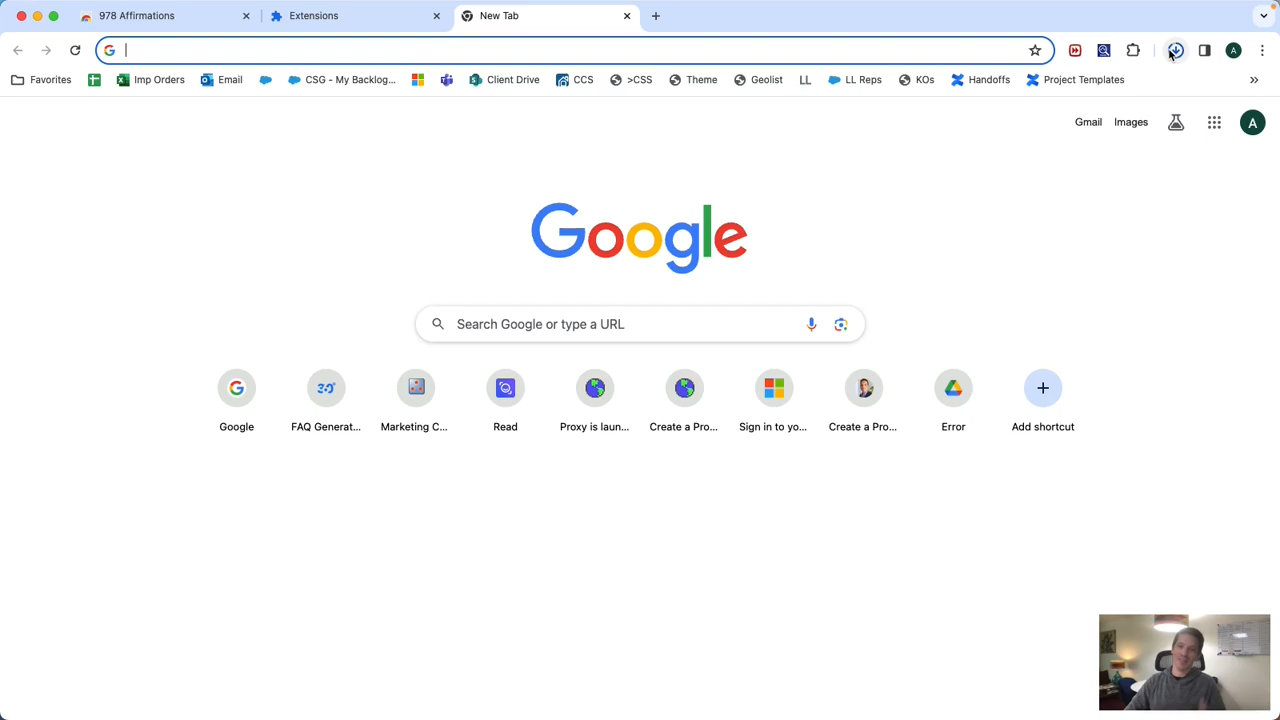 978 Affirmations
Extensions
New Tab
Favorites
Imp Orders
Email
CSG - My Backlog...
Client Drive
CCS
>CSS
Theme
Geolist
LL
LL Reps
KOs
Handoffs
Project Templates
A
Gmail
Images
A
Google
Search Google or type a URL
Google
FAQ Generat...
Marketing C...
Read
Proxy is laun...
Create a Pro...
Sign in to yo...
Create a Pro...
Error
Add shortcut